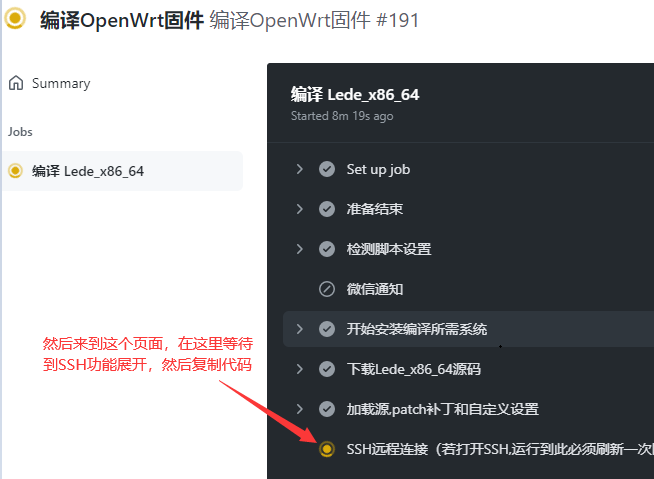 编译OpenWrt固件 编译OpenWrt固件 #191
Summary
Jobs
编译 Lede_x86_64
编译 Lede_x86_64
Started 8m 19s ago
Set up job
准备结束
检测脚本设置
微信通知
开始安装编译所需系统
下载Lede_x86_64源码
加载源,patch补丁和自定义设置
SSH远程连接（若打开SSH,运行到此必须刷新一次
然后来到这个页面，在这里等待
到SSH功能展开，然后复制代码